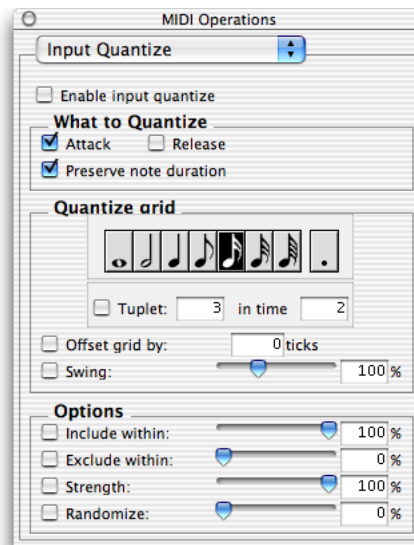 MIDI Operations
Input Quantize
Enable input quantize
What to Quantize
Attack Release
Preserve note duration
Quantize grid
Tuplet: 3 in time 2
Offset grid by: 0 ticks
Swing: 100 %
Options
Include within: 100 %
Exclude within: 0 %
Strength: 100 %
Randomize: 0 %